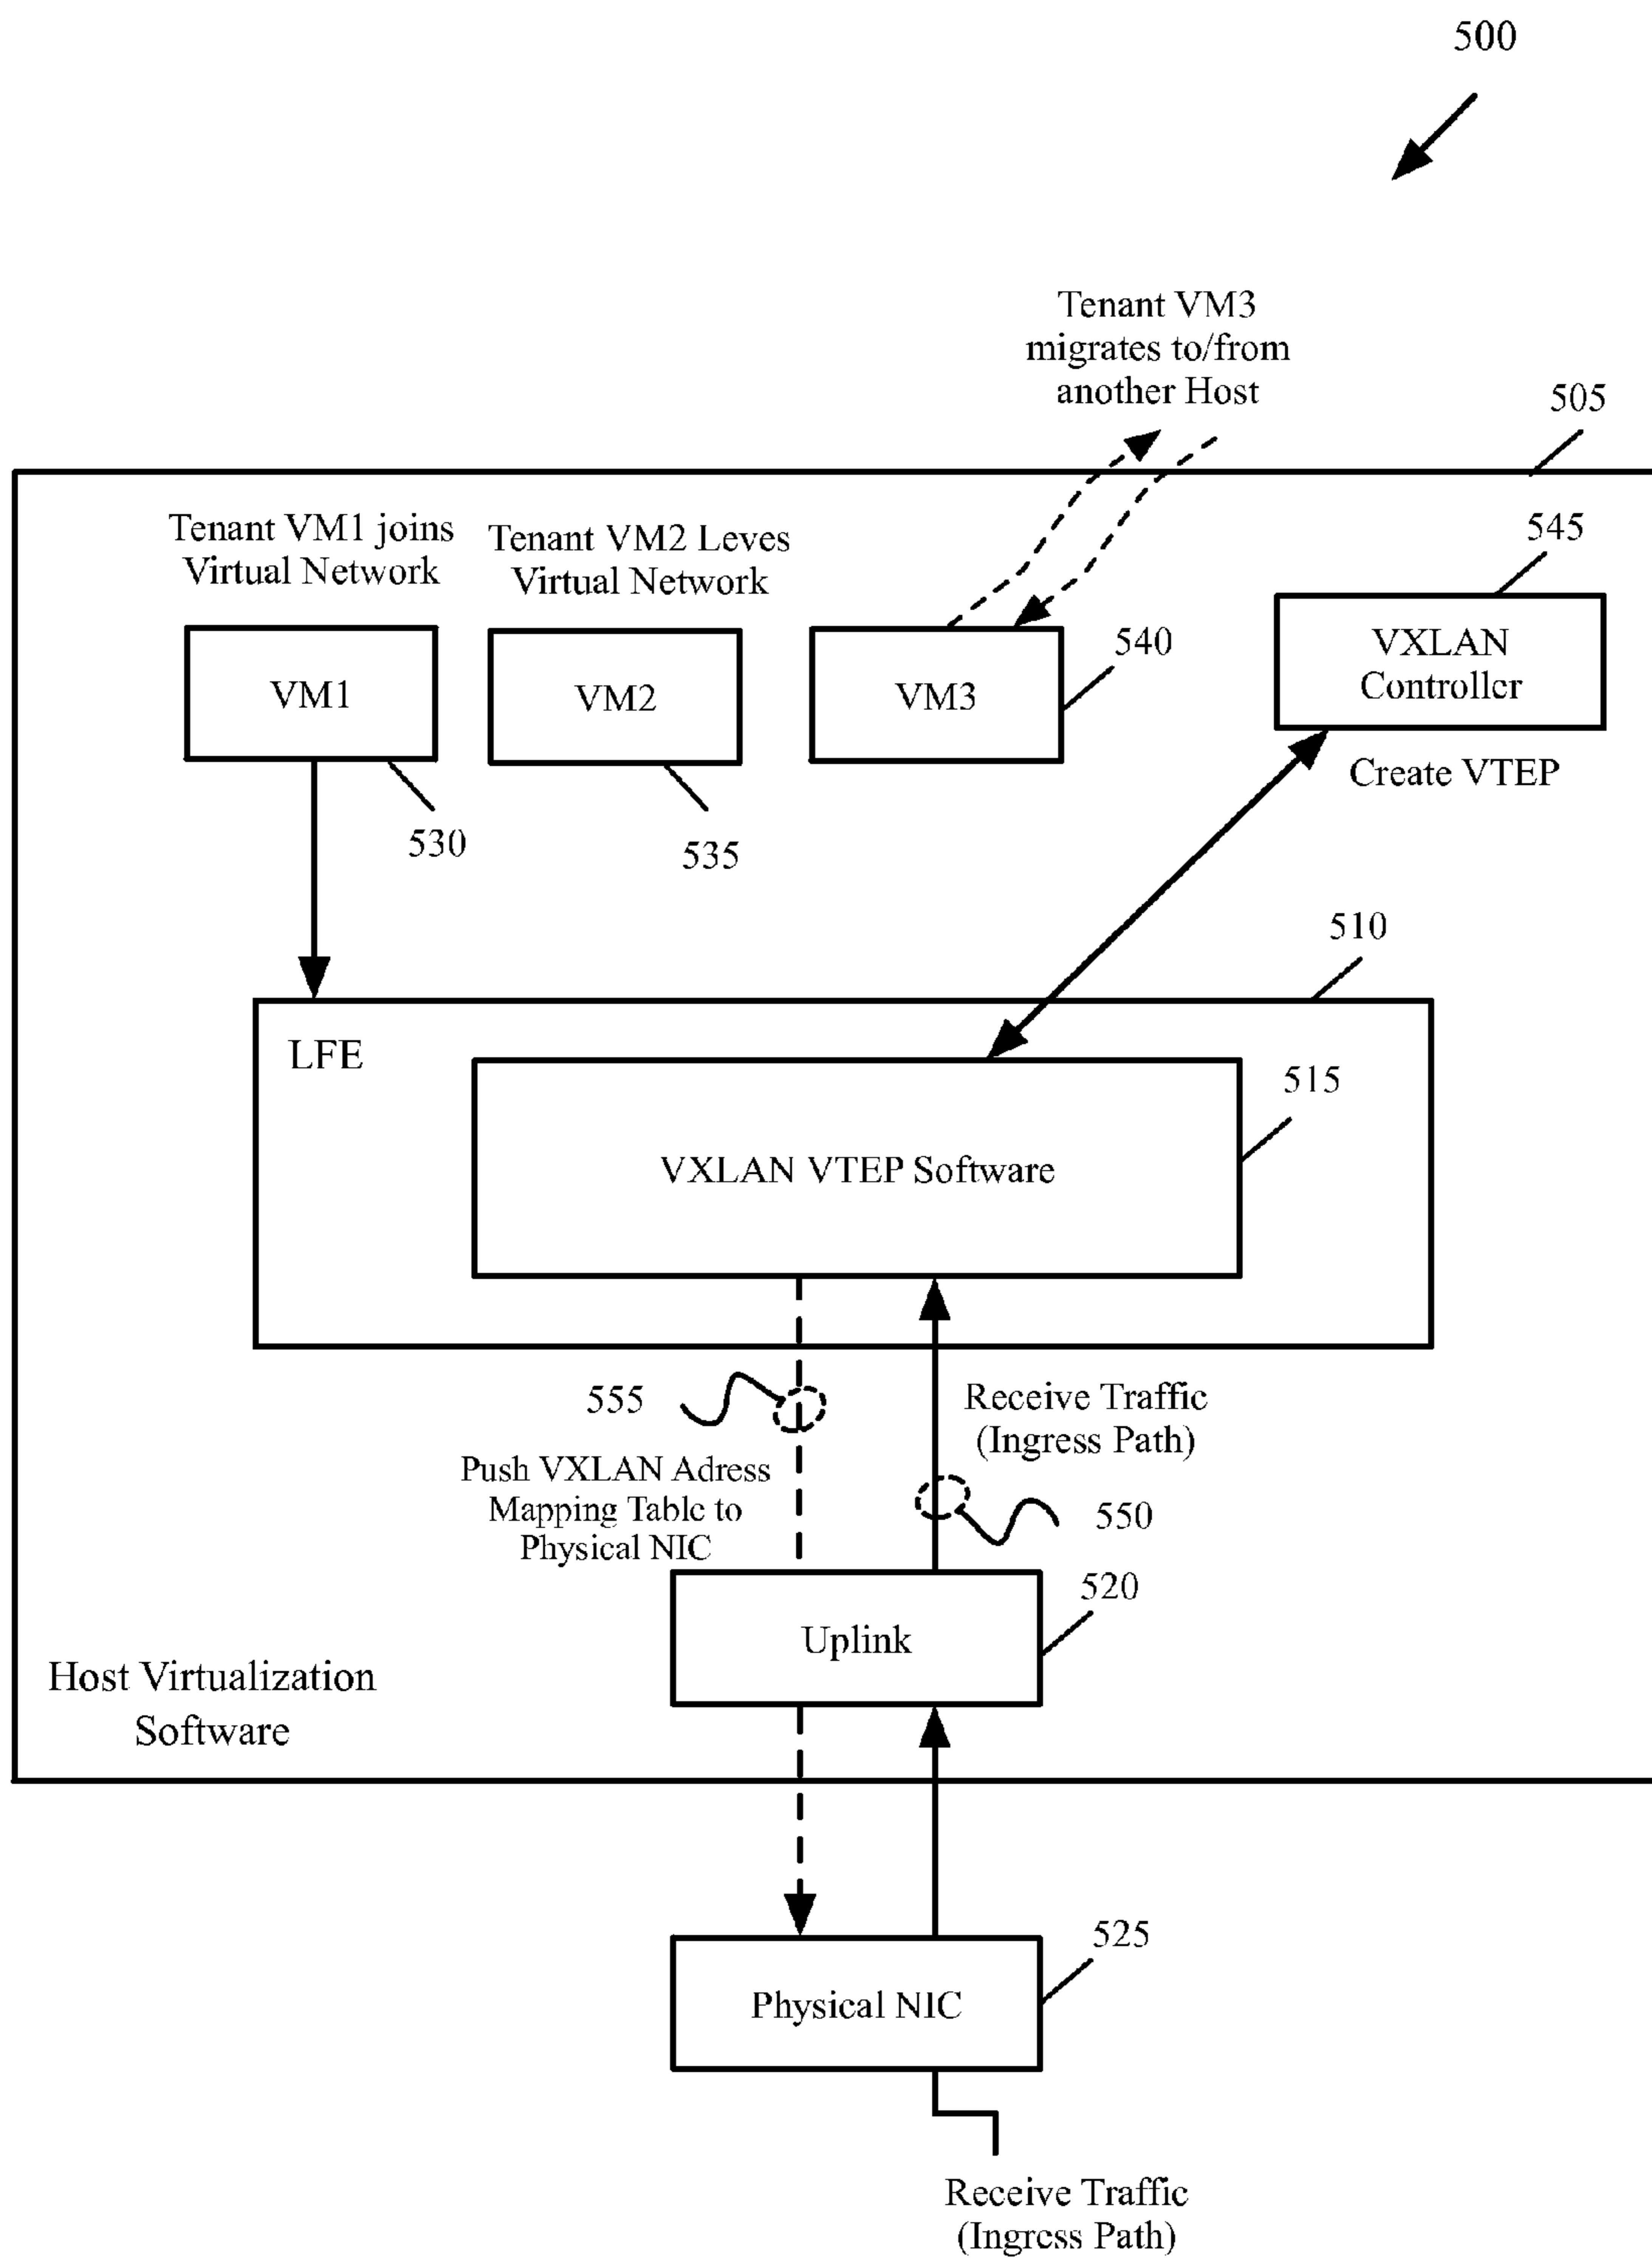 500
Tenant VM3
migrates to/from
another Host
505
Tenant VM1 joins
Virtual Network
Tenant VM2 Leves
Virtual Network
545
VM1
VM2
VM3
540
VXLAN
Controller
Create VTEP
530
535
510
LFE
515
VXLAN VTEP Software
555
Receive Traffic
(Ingress Path)
Push VXLAN Adress
Mapping Table to
Physical NIC
550
520
Uplink
Host Virtualization
Software
525
Physical NIC
Receive Traffic
(Ingress Path)